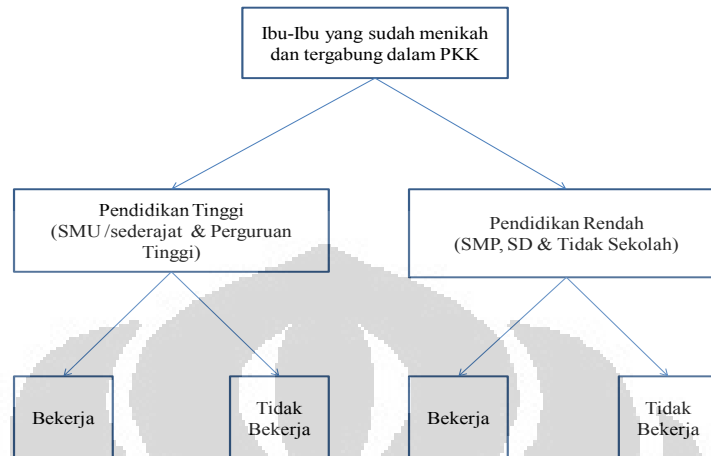 Ibu-Ibu yang sudah menikah
dan tergabung dalam PKK
Pendidikan Tinggi
(SMU /sederajat & Perguruan
Tinggi)
Pendidikan Rendah
(SMP, SD & Tidak Sekolah)
Bekerja
Tidak
Bekerja
Bekerja
Tidak
Bekerja